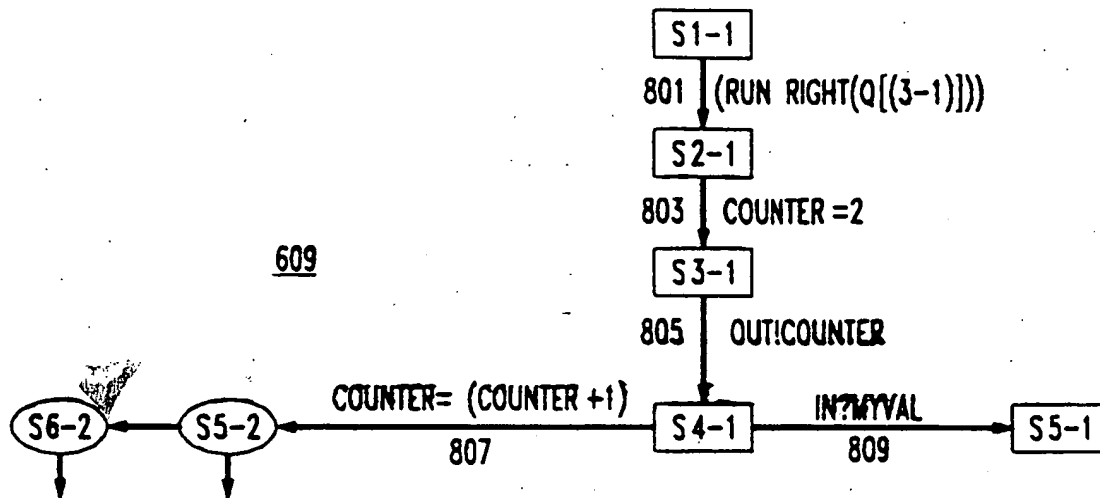 S1-1
801 (RUN RIGHT(Q[(3-1)]))
S2-1
803 COUNTER=2
609
S3-1
805 OUT!COUNTER
COUNTER= (COUNTER +1)
IN?MYVAL
S6-2
S5-2
S4-1
S5-1
807
809